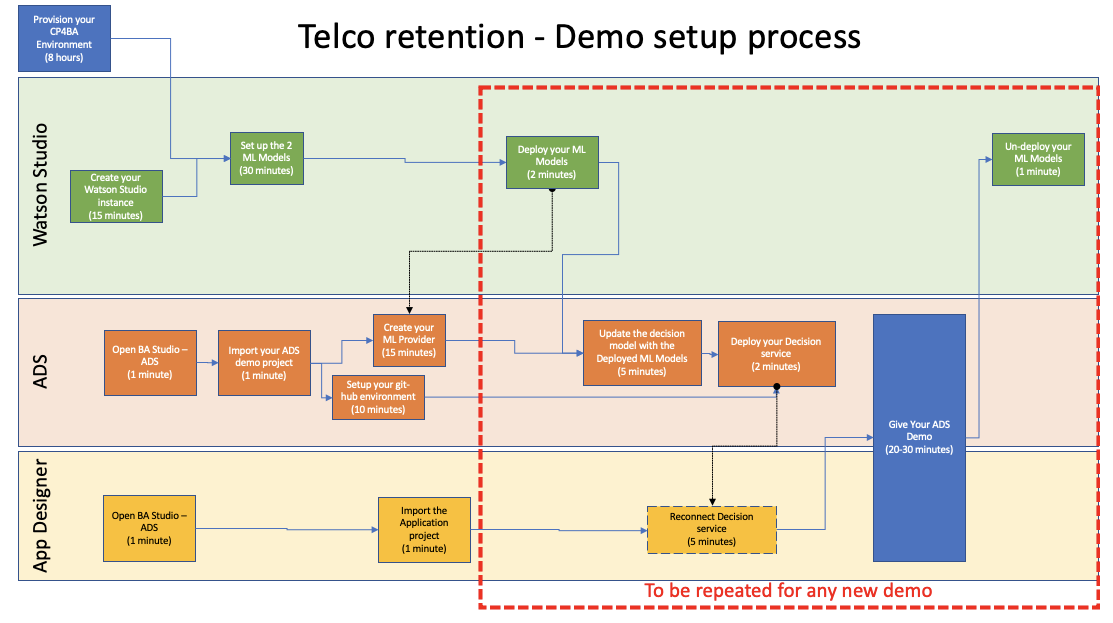 Telco retention - Demo setup process
Provision your
CP4BA
Environment
(8 hours)
Watson Studio
Create your
Watson Studio
instance
(15 minutes)
Set up the 2
ML Models
(30 minutes)
Deploy your ML
Models
(2 minutes)
Un-deploy your
ML Models
(1 minute)
ADS
Open BA Studio –
ADS
(1 minute)
Import your ADS
demo project
(1 minute)
Create your
ML Provider
(15 minutes)
Setup your git-
hub environment
(10 minutes)
Update the decision
model with the
Deployed ML Models
(5 minutes)
Deploy your Decision
service
(2 minutes)
Give Your ADS
Demo
(20-30 minutes)
App Designer
Open BA Studio –
ADS
(1 minute)
Import the
Application
project
(1 minute)
Reconnect Decision
service
(5 minutes)
To be repeated for any new demo